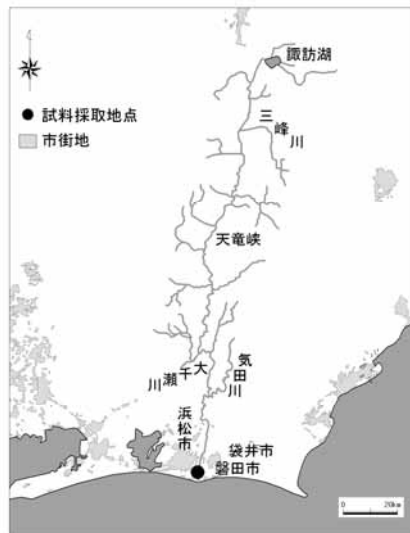 諏訪湖
三峰川
試料採取地点
市街地
天竜峡
気田川
大千瀬川
浜松市
袋井市
磐田市
0 20km